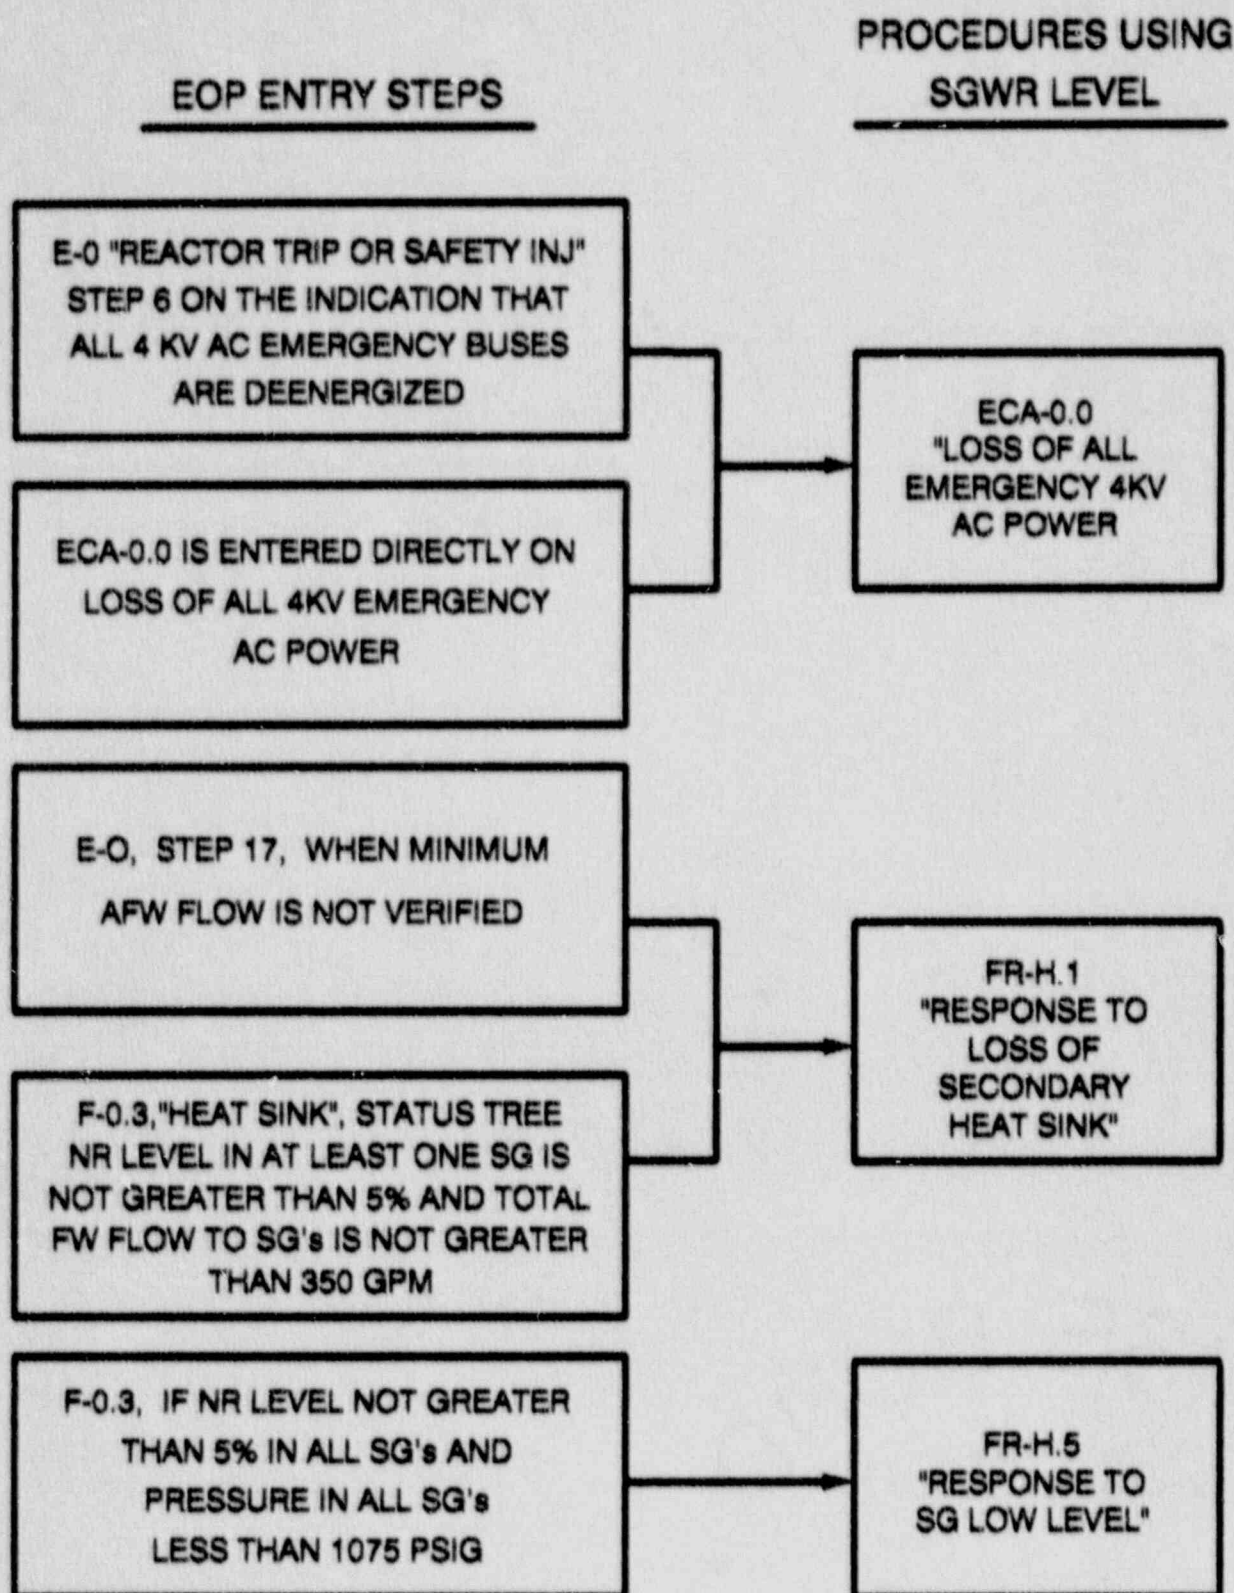 EOP ENTRY STEPS
PROCEDURES USING
SGWR LEVEL
E-0 "REACTOR TRIP OR SAFETY INJ"
STEP 6 ON THE INDICATION THAT
ALL 4 KV AC EMERGENCY BUSES
ARE DEENERGIZED
ECA-0.0 IS ENTERED DIRECTLY ON
LOSS OF ALL 4KV EMERGENCY
AC POWER
ECA-0.0
"LOSS OF ALL
EMERGENCY 4KV
AC POWER
E-O, STEP 17, WHEN MINIMUM
AFW FLOW IS NOT VERIFIED
F-0.3,"HEAT SINK", STATUS TREE
NR LEVEL IN AT LEAST ONE SG IS
NOT GREATER THAN 5% AND TOTAL
FW FLOW TO SG's IS NOT GREATER
THAN 350 GPM
FR-H.1
"RESPONSE TO
LOSS OF
SECONDARY
HEAT SINK"
F-0.3, IF NR LEVEL NOT GREATER
THAN 5% IN ALL SG's AND
PRESSURE IN ALL SG's
LESS THAN 1075 PSIG
FR-H.5
"RESPONSE TO
SG LOW LEVEL"